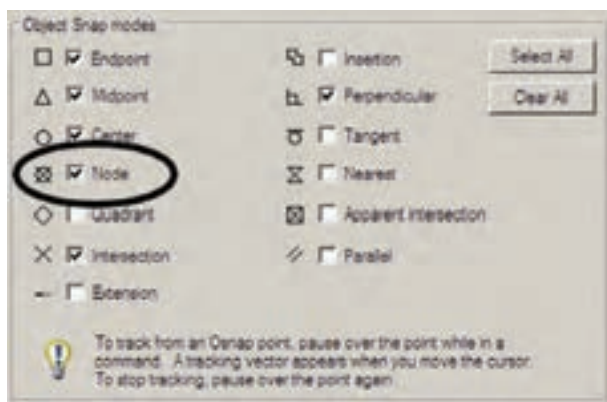 Object Snap modes
Endpoint
Midpoint
Center
Node
Quadrant
Intersection
Extension
Insertion
Perpendicular
Tangent
Nearest
Apparent intersection
Parallel
Select All
Clear All
To track from an Osnap point, pause over the point while in a
command. A tracking vector appears when you move the cursor.
To stop tracking, pause over the point again.